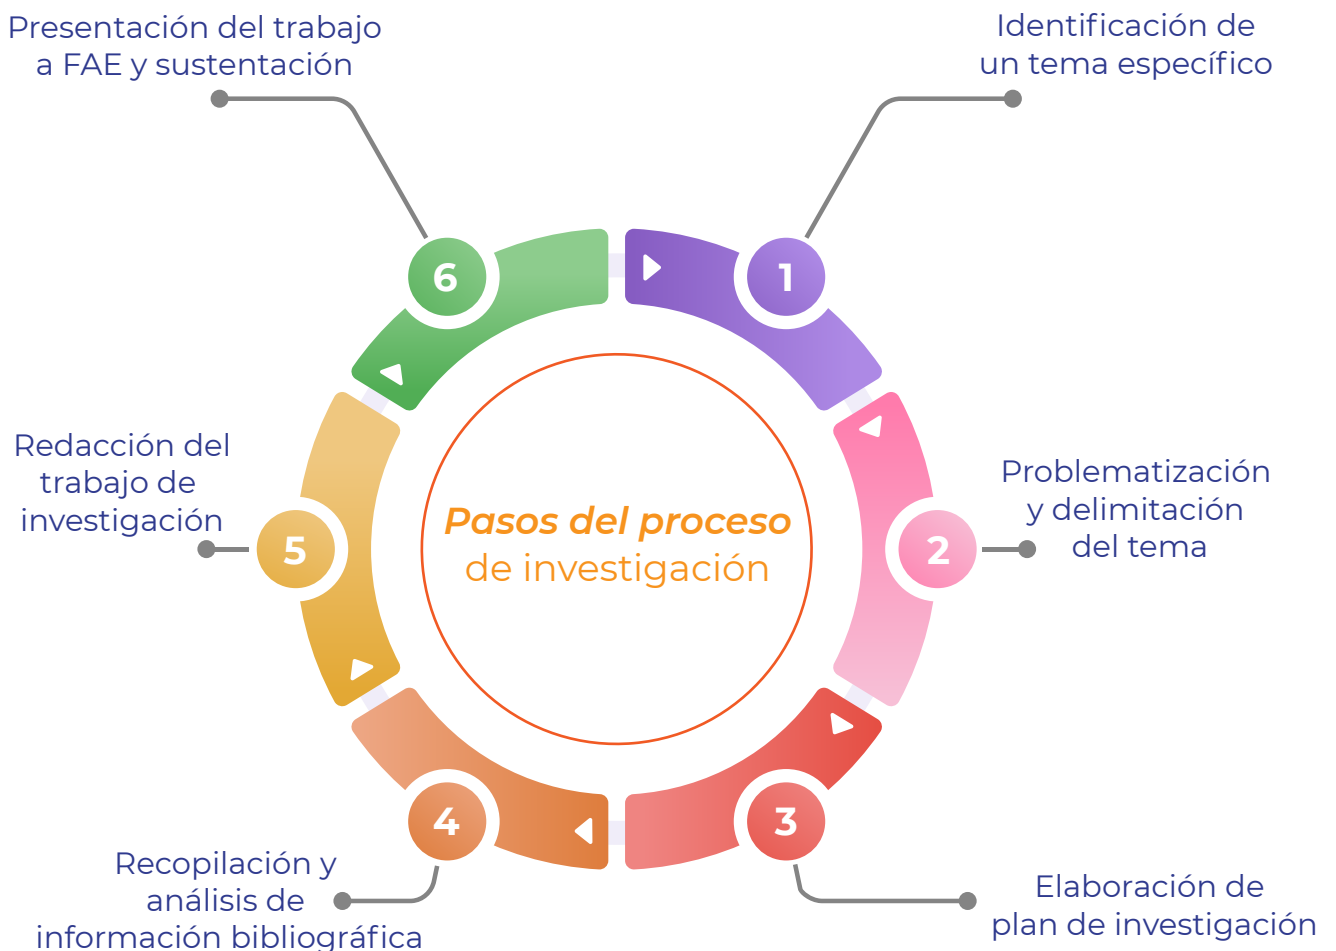 Presentación del trabajo
a FAE y sustentación
Identificación de
un tema específico
6
1
Redacción del
trabajo de
investigación
5
Pasos del proceso
de investigación
2
Problematización
y delimitación
del tema
4
3
Recopilación y
análisis de
información bibliográfica
Elaboración de
plan de investigación